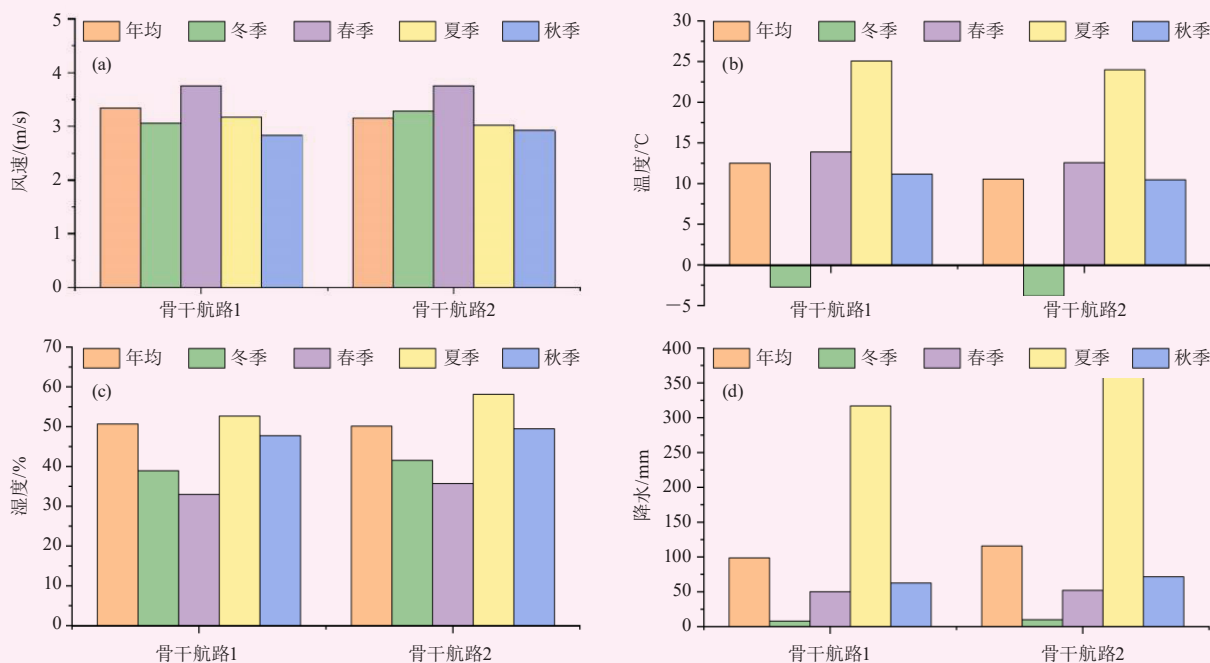 年均 冬季 春季 夏季 秋季
(a)
风速/(m/s)
5
4
3
2
1
0
骨干航路1 骨干航路2
年均 冬季 春季 夏季 秋季
(b)
温度/℃
30
25
20
15
10
5
0
—5
骨干航路1 骨干航路2
年均 冬季 春季 夏季 秋季
(c)
湿度/%
70
60
50
40
30
20
10
0
骨干航路1 骨干航路2
年均 冬季 春季 夏季 秋季
(d)
降水/mm
400
350
300
250
200
150
100
50
0
骨干航路1 骨干航路2